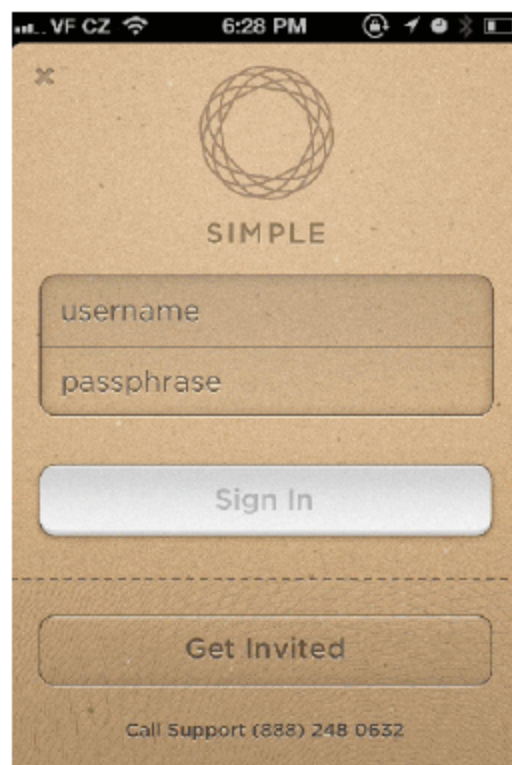 VF CZ 6:28 PM
SIMPLE
username
passphrase
Sign In
Get Invited
Call Support (888) 248 0632